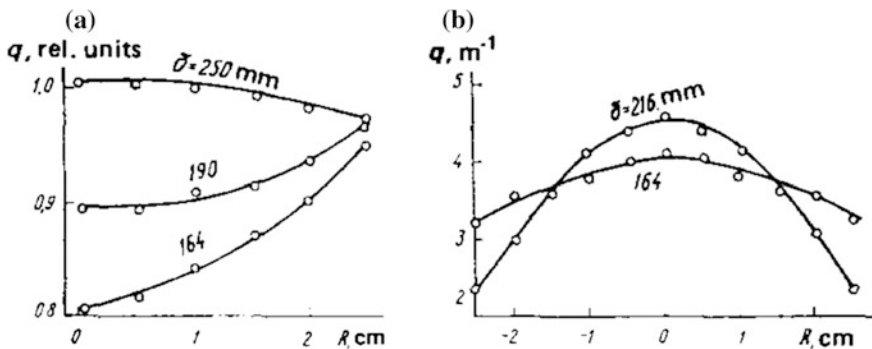 (a)
q, rel. units
δ=250 mm
1.0
190
0,9
164
0.8
0 1 2 R, cm
(b)
q, m⁻¹
5
δ=216. mm
4
164
3
2
-2 -1 0 1 R, cm